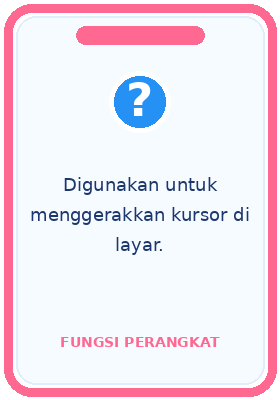 ?
Digunakan untuk
menggerakkan kursor di
layar.
FUNGSI PERANGKAT